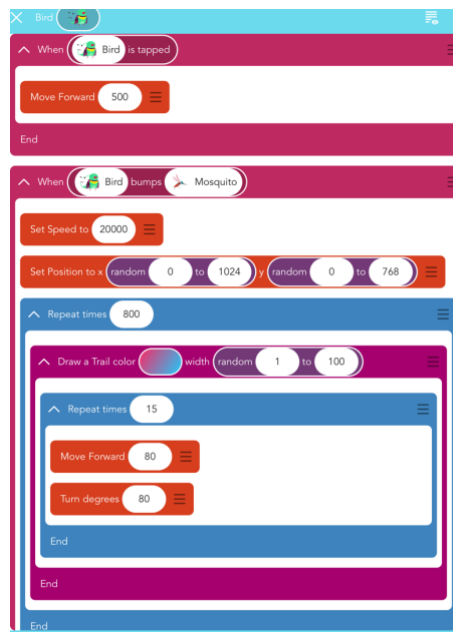 Bird
When Bird is tapped
Move Forward 500
End
When Bird bumps Mosquito
Set Speed to 20000
Set Position to x random 0 to 1024 y random 0 to 768
Repeat times 800
Draw a Trail color width random 1 to 100
Repeat times 15
Move Forward 80
Turn degrees 80
End
End
End